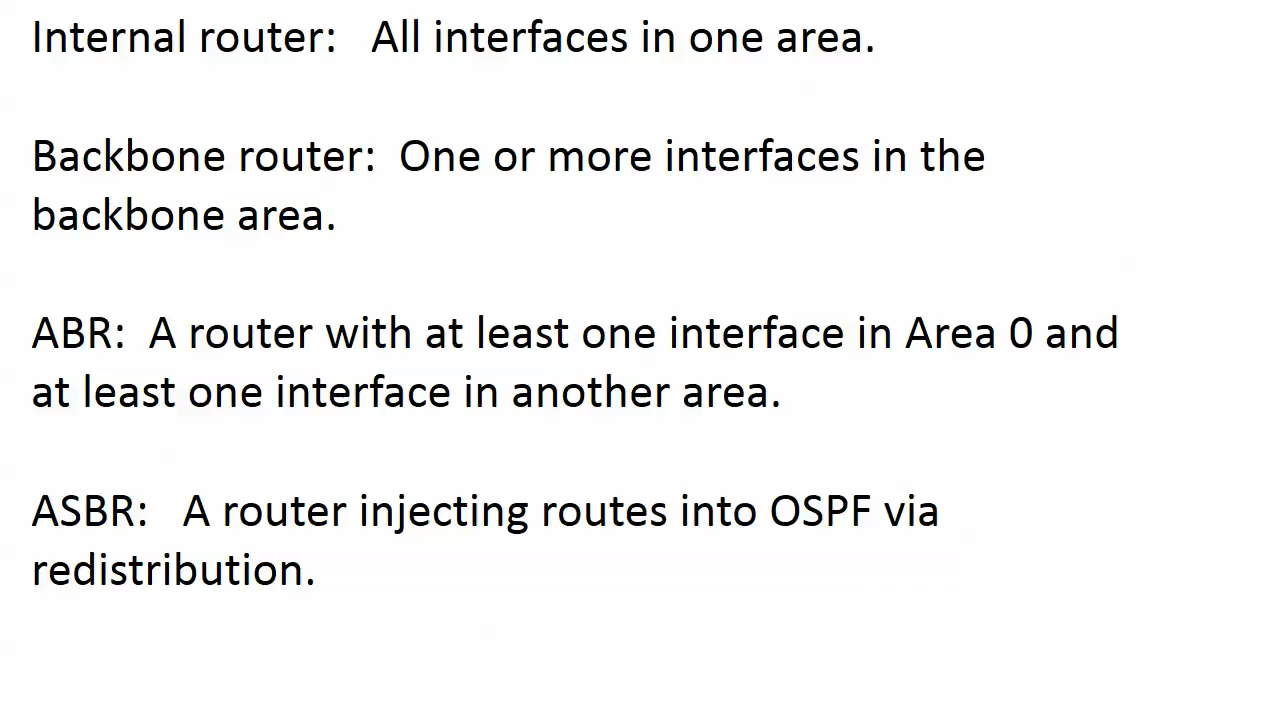 Internal router: All interfaces in one area.
Backbone router: One or more interfaces in the
backbone area.
ABR: A router with at least one interface in Area 0 and
at least one interface in another area.
ASBR: A router injecting routes into OSPF via
redistribution.